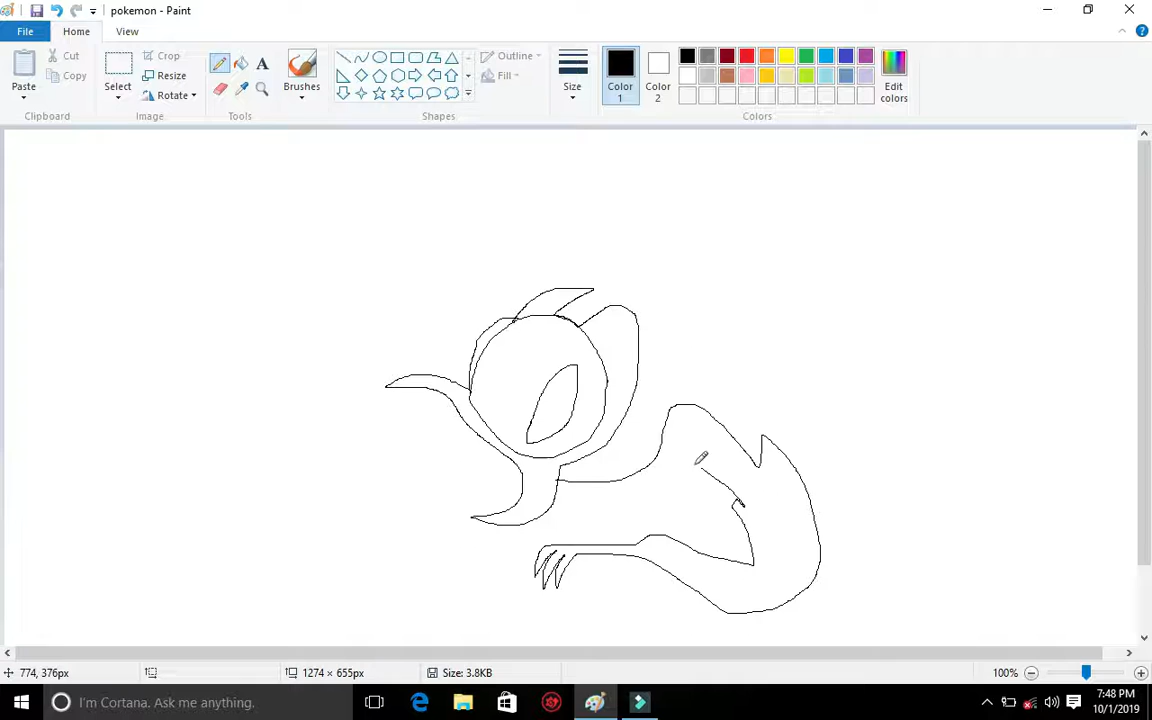 pokemon - Paint
File Home View
Paste
Cut
Copy
Clipboard
Select
Crop
Resize
Rotate
Image
A
Tools
Brushes
Outline
Fill
Shapes
Size
Color 1
Color 2
Edit colors
Colors
774, 376px
1274 × 655px
Size: 3.8KB
100%
I'm Cortana. Ask me anything.
7:48 PM
10/1/2019